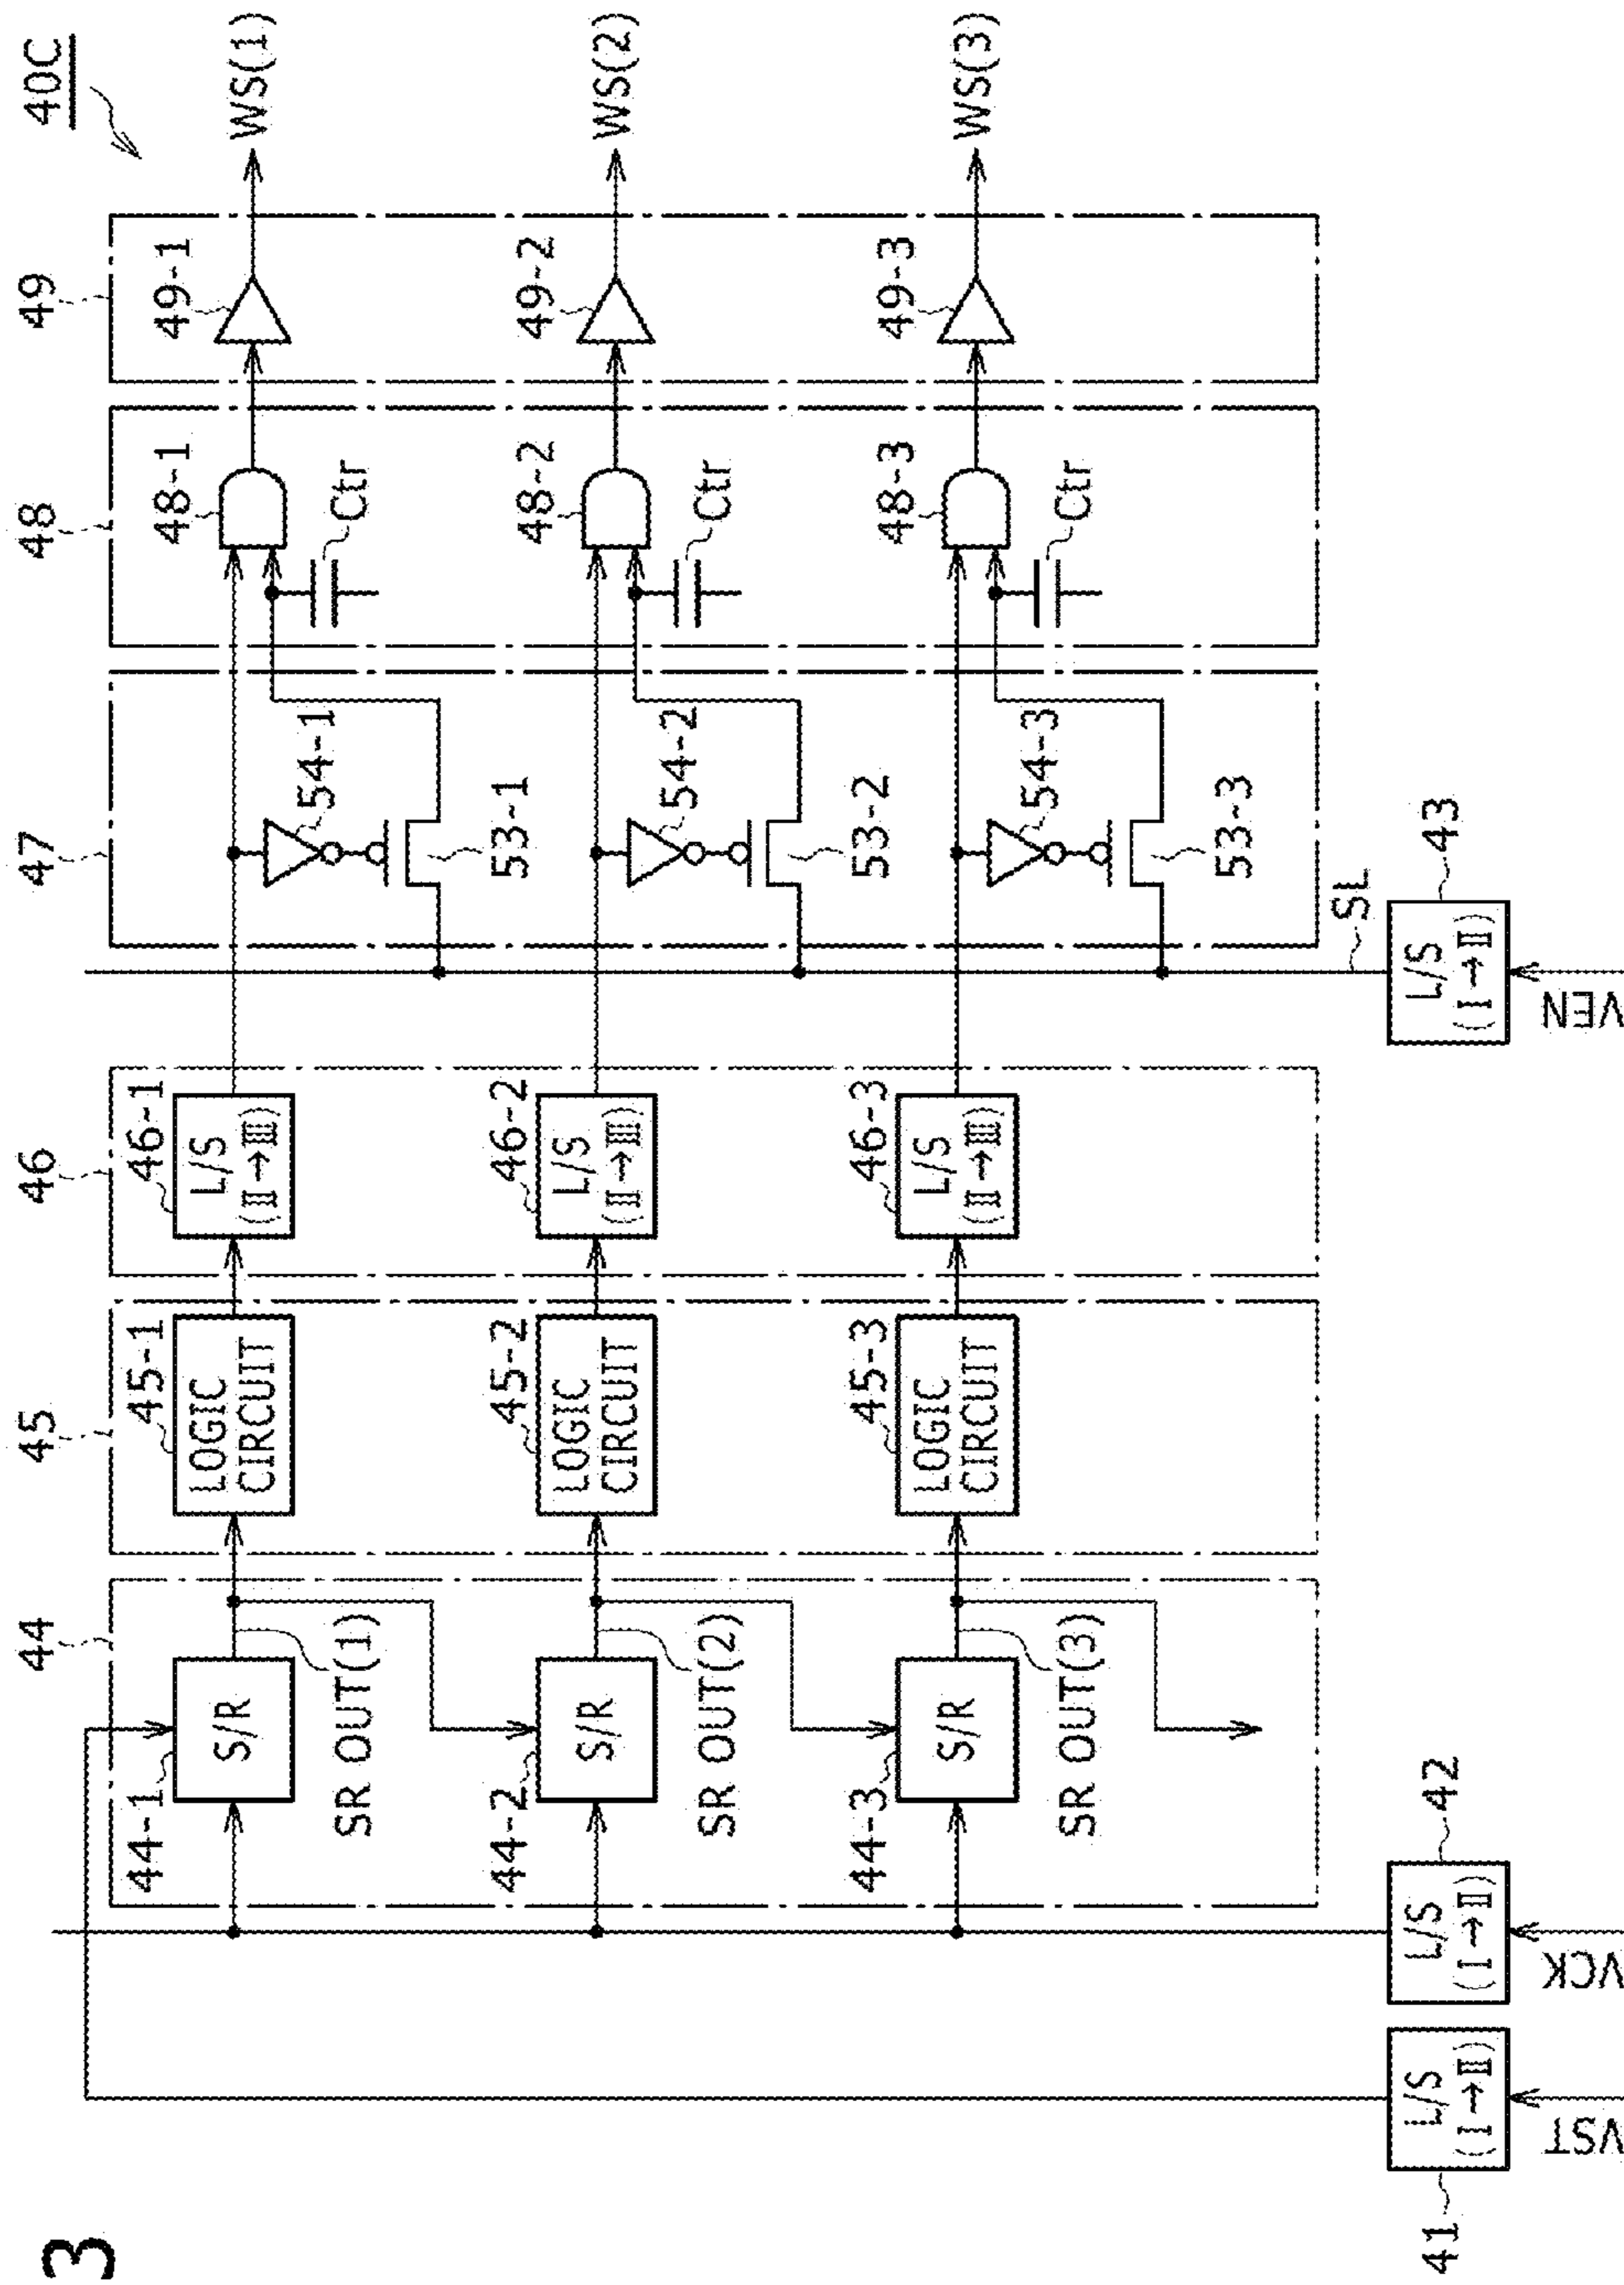 3
40C
44
45
46
47
48
49
44-1
S/R
SR OUT(1)
45-1
LOGIC
CIRCUIT
46-1
L/S
(Ⅱ→Ⅲ)
54-1
53-1
48-1
Ctr
49-1
WS(1)
44-2
S/R
SR OUT(2)
45-2
LOGIC
CIRCUIT
46-2
L/S
(Ⅱ→Ⅲ)
54-2
53-2
48-2
Ctr
49-2
WS(2)
44-3
S/R
SR OUT(3)
45-3
LOGIC
CIRCUIT
46-3
L/S
(Ⅱ→Ⅲ)
54-3
53-3
48-3
Ctr
49-3
WS(3)
SL
41
L/S
(Ⅰ→Ⅱ)
VST
42
L/S
(Ⅰ→Ⅱ)
VCK
43
L/S
(Ⅰ→Ⅱ)
VEN